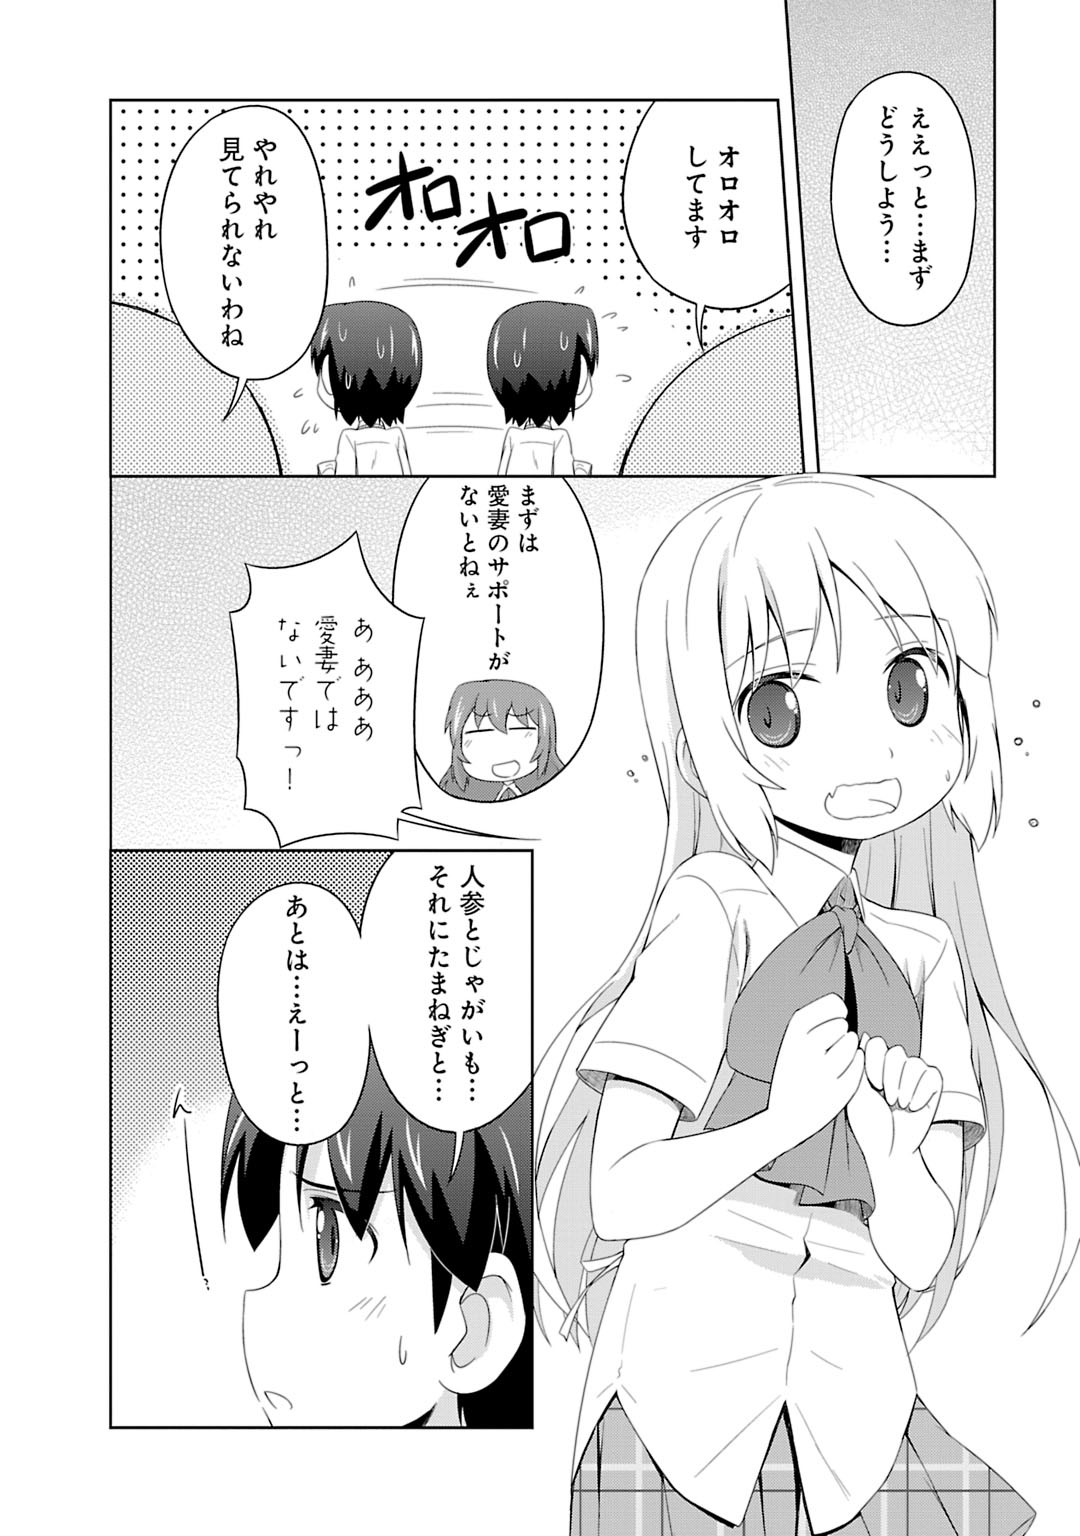 ええっと…まず
どうしよう…
オロオロ
してます
オロ
オロ
やれやれ
見てられないわね
まずは
愛妻のサポートが
ないとねぇ
あ あああ
愛妻では
ないですっ！
人参とじゃがいも…
それにたまねぎと…
あとは…えーっと…
ん